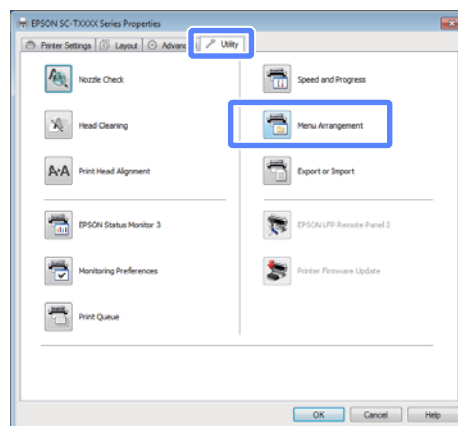 EPSON SC-TXXXX Series Properties
Printer Settings Layout Advanc Utility
Nozzle Check
Speed and Progress
Head Cleaning
Menu Arrangement
A A Print Head Alignment
Export or Import
EPSON Status Monitor 3
EPSON LFP Remote Panel 2
Monitoring Preferences
Printer Firmware Update
Print Queue
OK Cancel Help